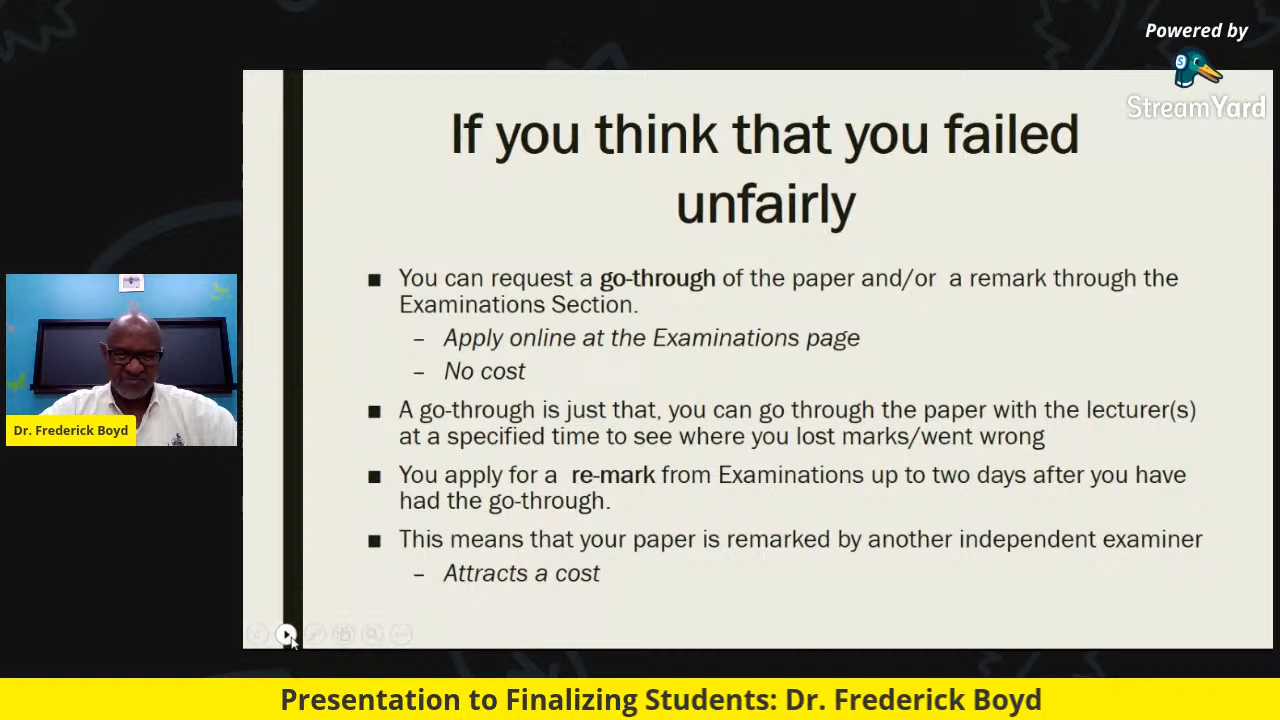 Powered by
StreamYard
If you think that you failed
unfairly
■ You can request a go-through of the paper and/or a remark through the
Examinations Section.
– Apply online at the Examinations page
– No cost
■ A go-through is just that, you can go through the paper with the lecturer(s)
at a specified time to see where you lost marks/went wrong
■ You apply for a re-mark from Examinations up to two days after you have
had the go-through.
■ This means that your paper is remarked by another independent examiner
– Attracts a cost
Dr. Frederick Boyd
Presentation to Finalizing Students: Dr. Frederick Boyd